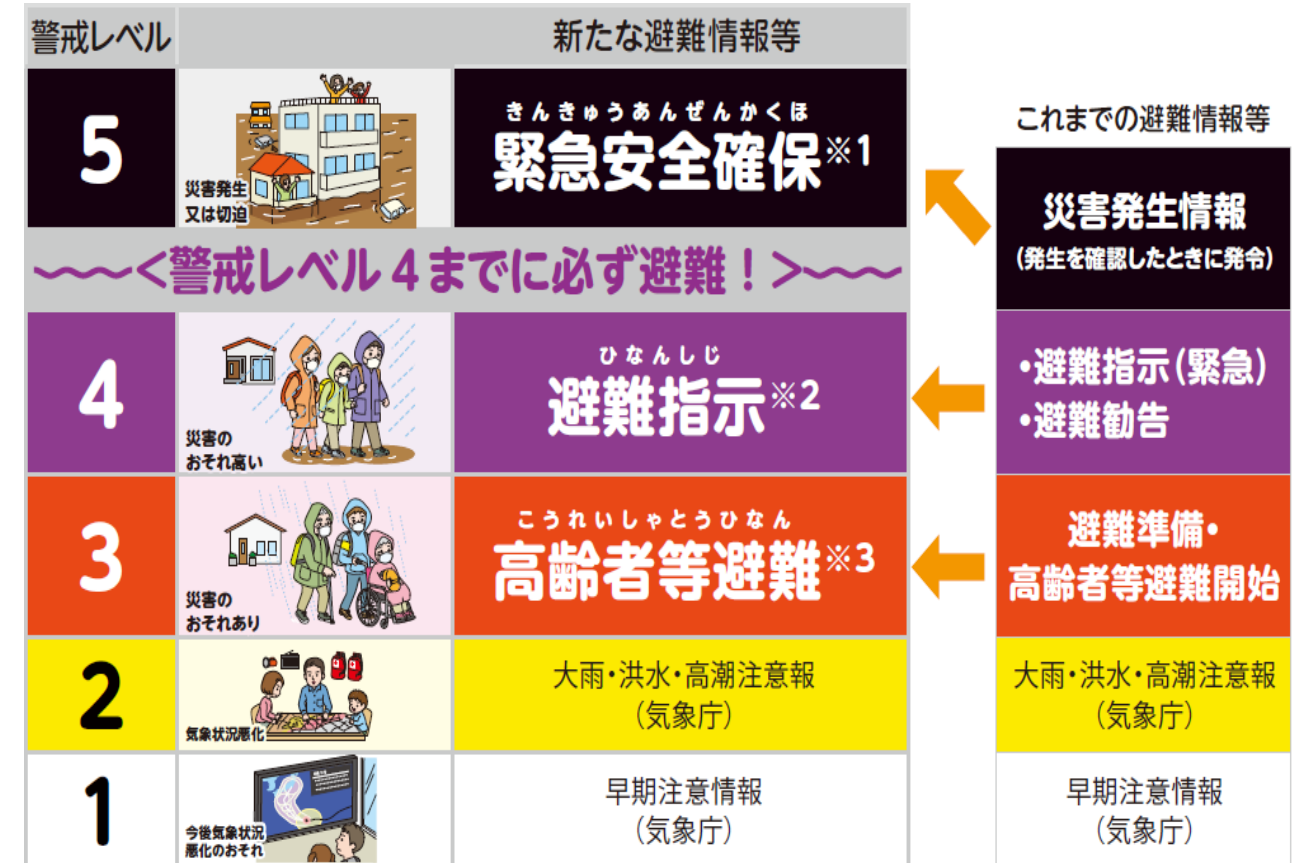 警戒レベル
新たな避難情報等
5
災害発生
又は切迫
きんきゅうあんぜんかくほ
緊急安全確保※1
〜〜〜<警戒レベル4までに必ず避難！>〜〜〜
4
災害の
おそれ高い
ひなんしじ
避難指示※2
3
災害の
おそれあり
こうれいしゃとうひなん
高齢者等避難※3
2
気象状況悪化
大雨・洪水・高潮注意報
（気象庁）
1
今後気象状況
悪化のおそれ
早期注意情報
（気象庁）
これまでの避難情報等
災害発生情報
（発生を確認したときに発令）
・避難指示（緊急）
・避難勧告
避難準備・
高齢者等避難開始
大雨・洪水・高潮注意報
（気象庁）
早期注意情報
（気象庁）